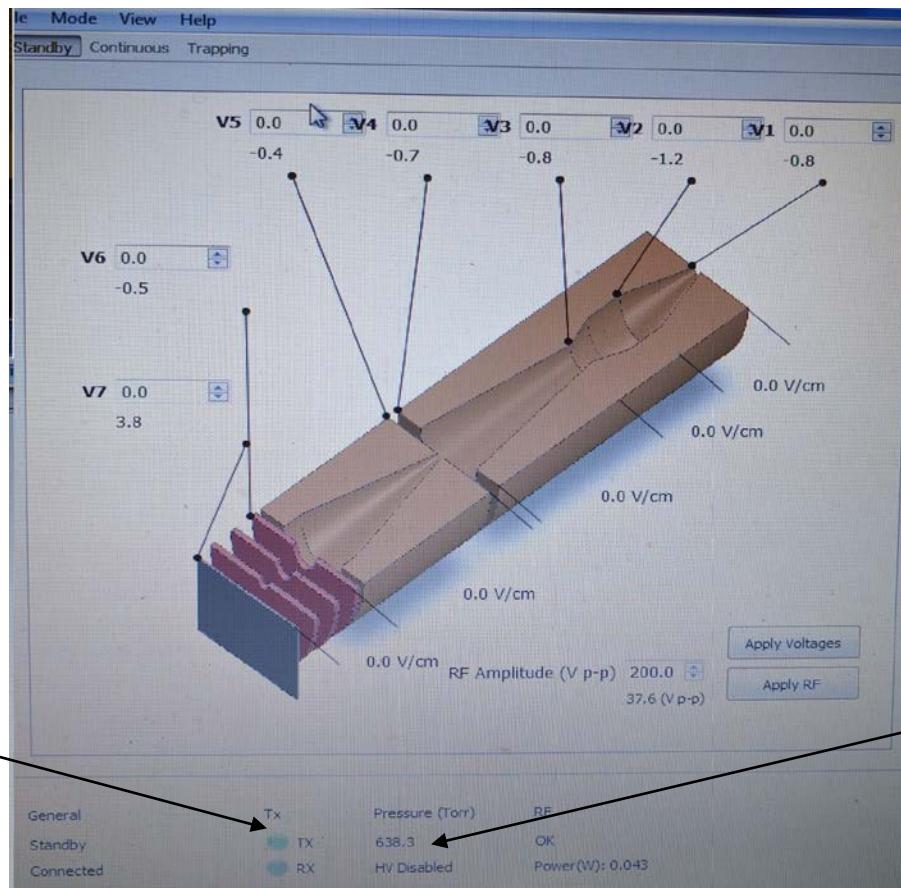 Mode View Help
Standby Continuous Trapping
V5 0.0 V4 0.0 V3 0.0 V2 0.0 V1 0.0
-0.4 -0.7 -0.8 -1.2 -0.8
V6 0.0
-0.5
V7 0.0
3.8
0.0 V/cm
0.0 V/cm
0.0 V/cm
0.0 V/cm
0.0 V/cm
RF Amplitude (V p-p) 200.0
37.6 (V p-p)
Apply Voltages
Apply RF
General Tx Pressure (Torr) RF
Standby TX 638.3 OK
Connected RX HV Disabled Power(W): 0.043